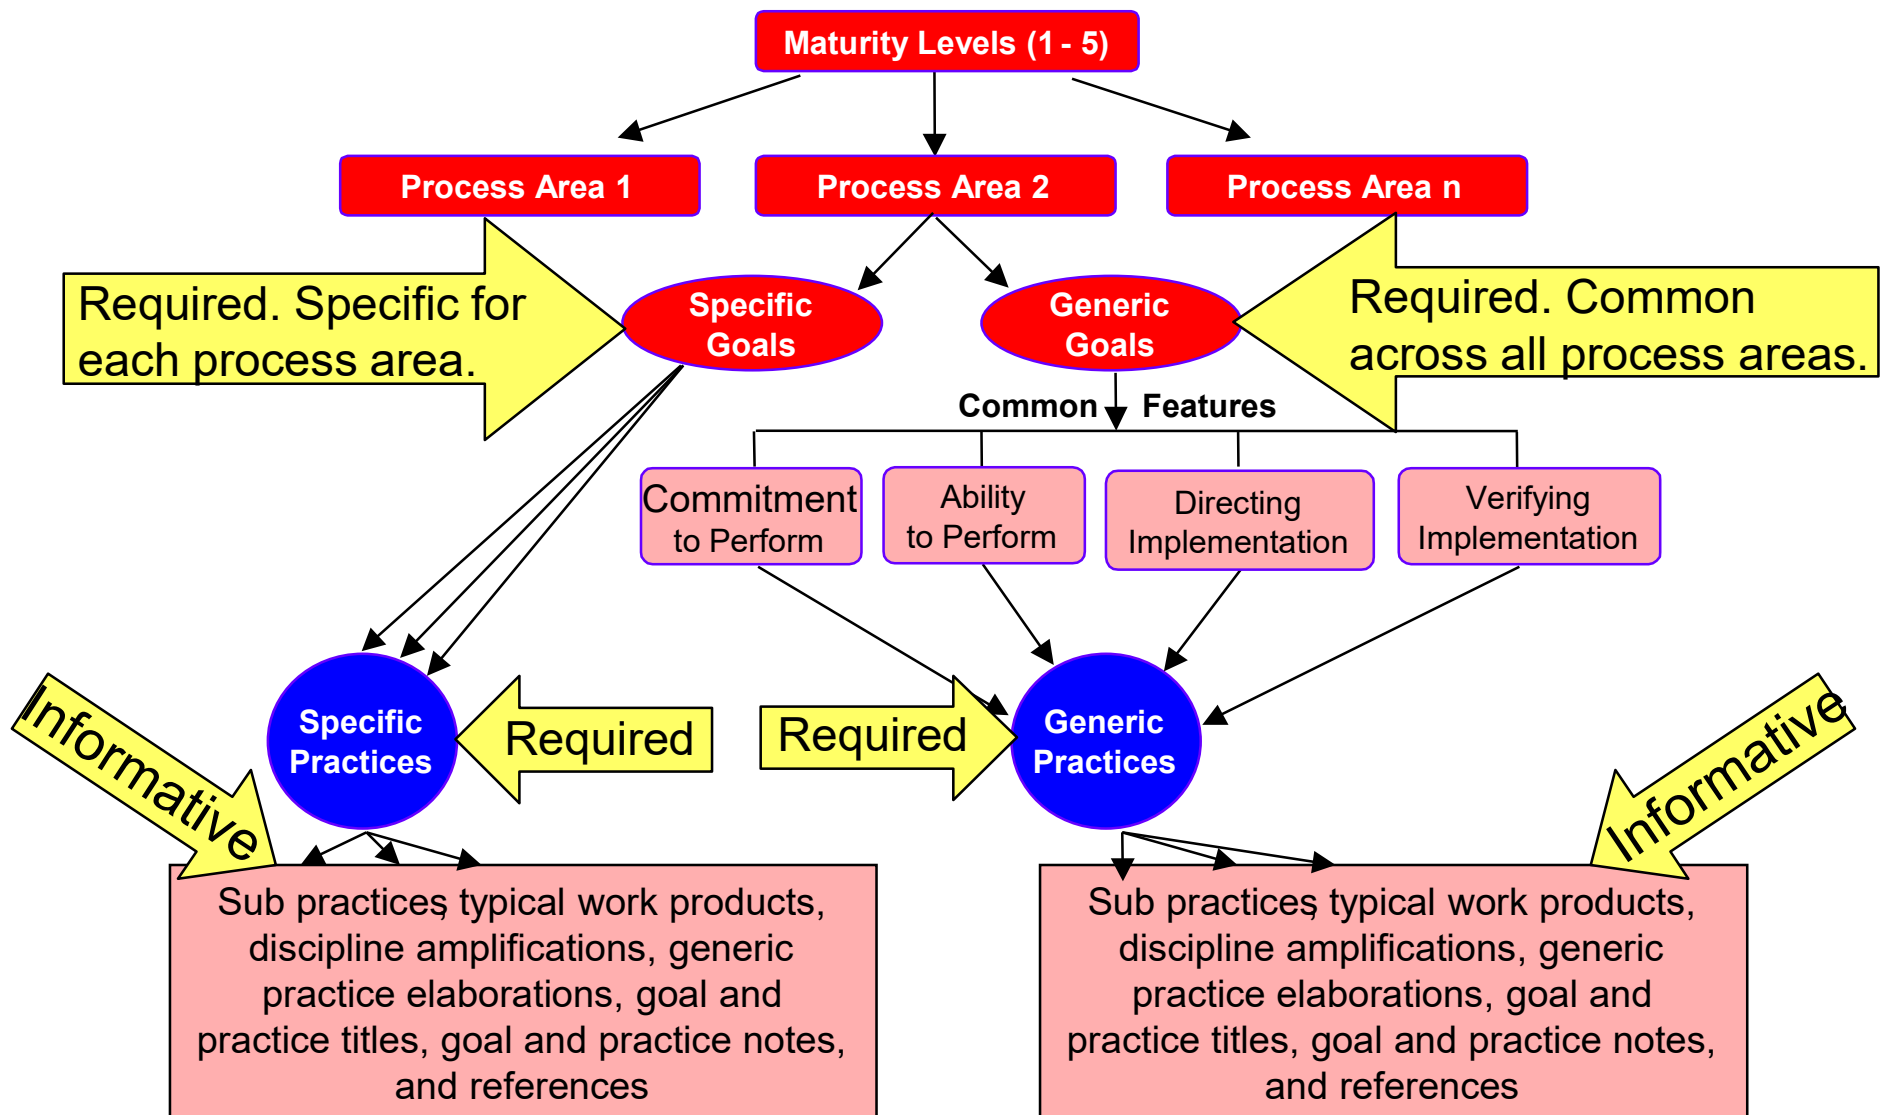 Maturity Levels (1 - 5)
Process Area 1
Process Area 2
Process Area n
Required. Specific for
each process area.
Specific
Goals
Generic
Goals
Required. Common
across all process areas.
Common Features
Commitment
to Perform
Ability
to Perform
Directing
Implementation
Verifying
Implementation
Informative
Specific
Practices
Required
Required
Generic
Practices
Informative
Sub practices, typical work products,
discipline amplifications, generic
practice elaborations, goal and
practice titles, goal and practice notes,
and references
Sub practices, typical work products,
discipline amplifications, generic
practice elaborations, goal and
practice titles, goal and practice notes,
and references